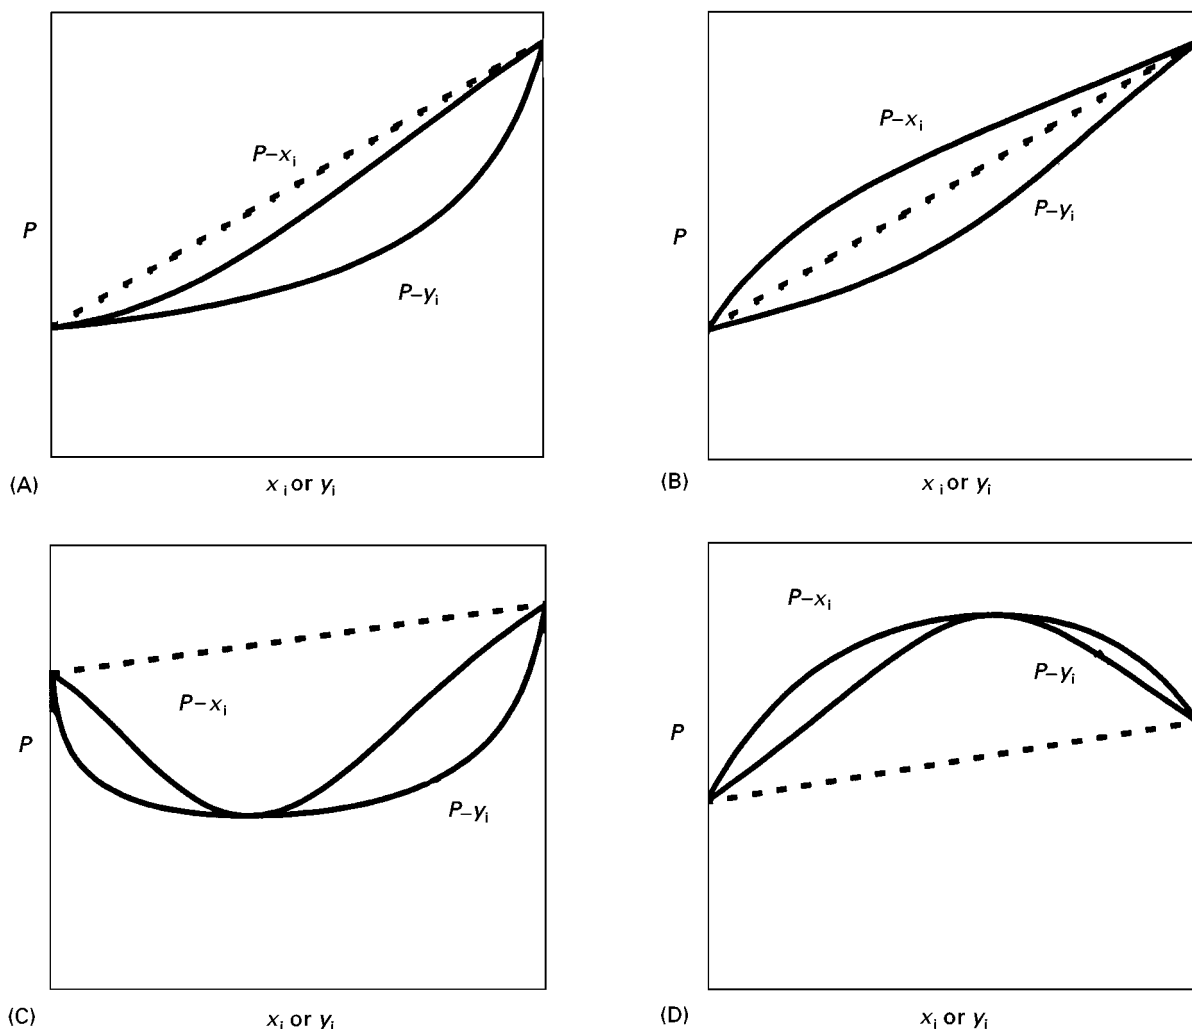 P–xᵢ
P
P–yᵢ
(A)
xᵢ or yᵢ
P–xᵢ
P
P–yᵢ
(B)
xᵢ or yᵢ
P–xᵢ
P
P–yᵢ
(C)
xᵢ or yᵢ
P–xᵢ
P–yᵢ
P
(D)
xᵢ or yᵢ